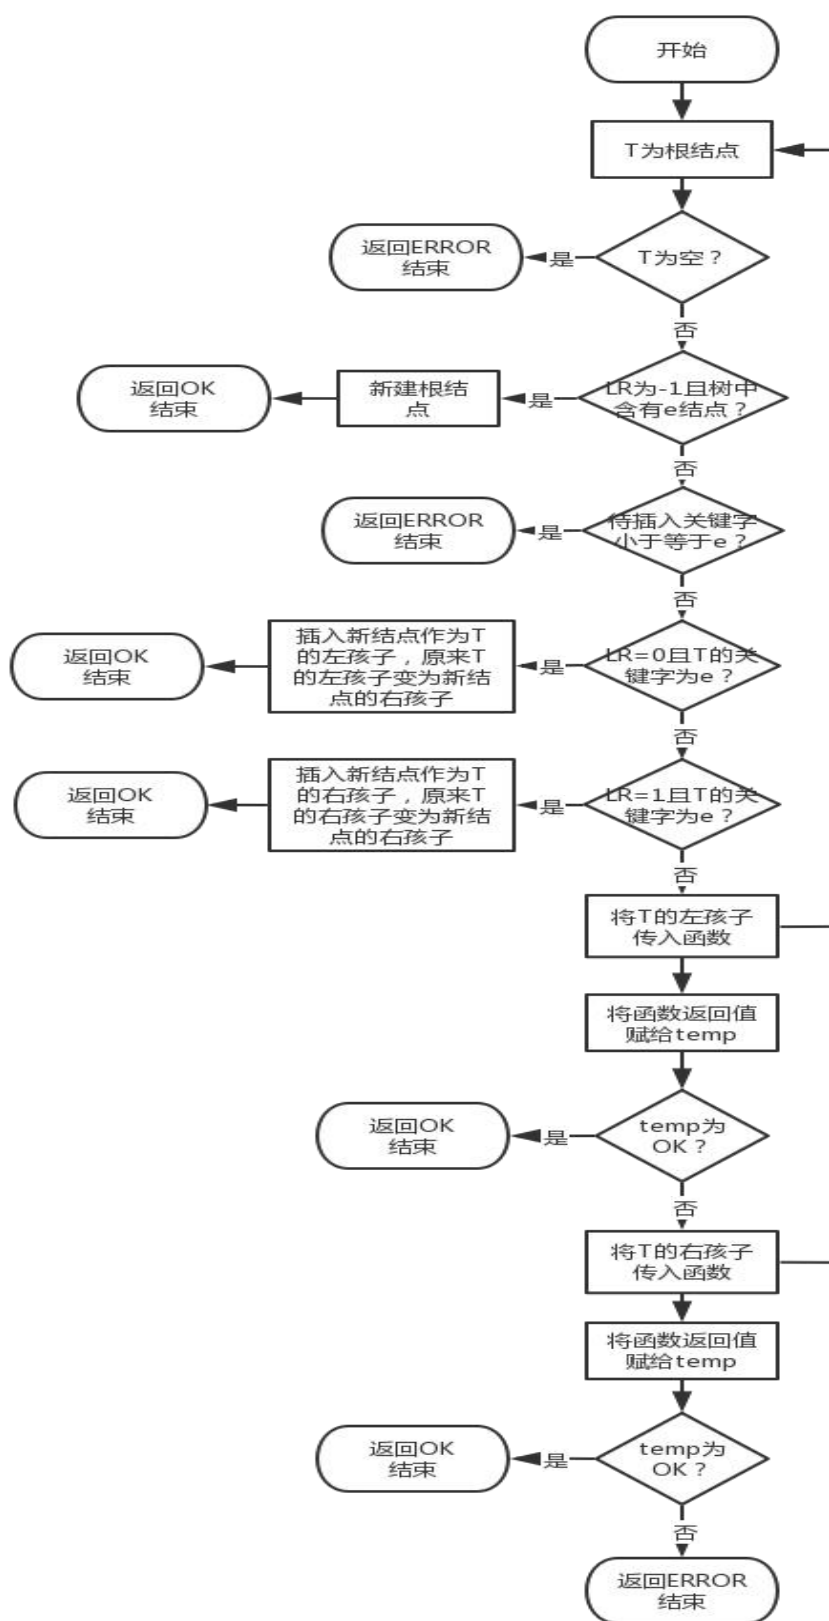 开始
T为根结点
T为空？
是
返回ERROR
结束
否
LR为-1且树中
含有e结点？
是
新建根结
点
返回OK
结束
否
待插入关键字
小于等于e？
是
返回ERROR
结束
否
LR=0且T的关
键字为e？
是
插入新结点作为T
的左孩子，原来T
的左孩子变为新结
点的右孩子
返回OK
结束
否
LR=1且T的关
键字为e？
是
插入新结点作为T
的右孩子，原来T
的右孩子变为新结
点的右孩子
返回OK
结束
否
将T的左孩子
传入函数
将函数返回值
赋给temp
temp为
OK？
是
返回OK
结束
否
将T的右孩子
传入函数
将函数返回值
赋给temp
temp为
OK？
是
返回OK
结束
否
返回ERROR
结束